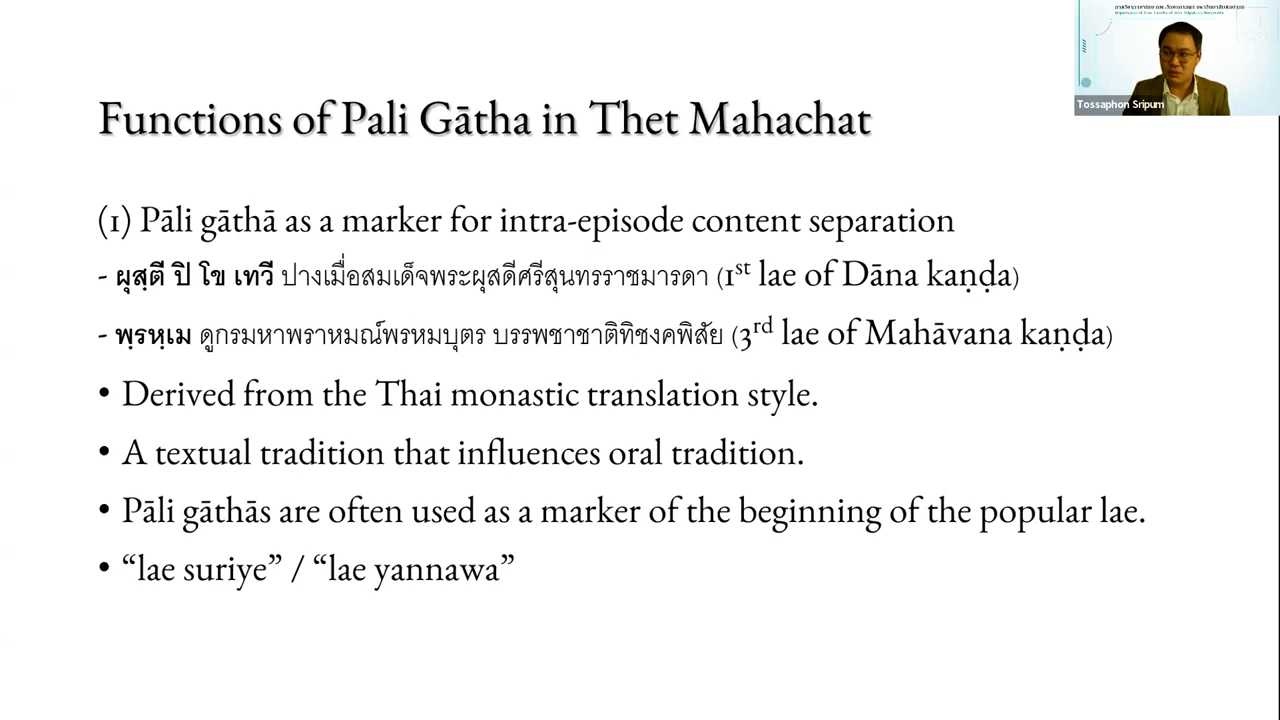 Functions of Pali Gātha in Thet Mahachat
(1) Pāli gāthā as a marker for intra-episode content separation
- ผุสฺตี ปิ โข เทวี ปางเมื่อสมเด็จพระผุสดีศรีสุนทรราชมารดา (1st lae of Dāna kaṇḍa)
- พฺรหฺเม ดูกรมหาพราหมณ์พรหมบุตร บรรพชาชาติทิชงคพิสัย (3rd lae of Mahāvana kaṇḍa)
• Derived from the Thai monastic translation style.
• A textual tradition that influences oral tradition.
• Pāli gāthās are often used as a marker of the beginning of the popular lae.
• “lae suriye” / “lae yannawa”
Tossaphon Sripum